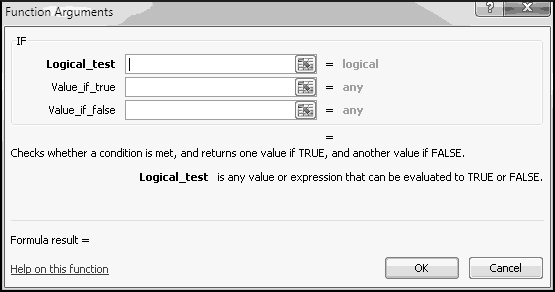 Function Arguments
?
IF
Logical_test = logical
Value_if_true = any
Value_if_false = any
=
Checks whether a condition is met, and returns one value if TRUE, and another value if FALSE.
Logical_test is any value or expression that can be evaluated to TRUE or FALSE.
Formula result =
Help on this function OK Cancel